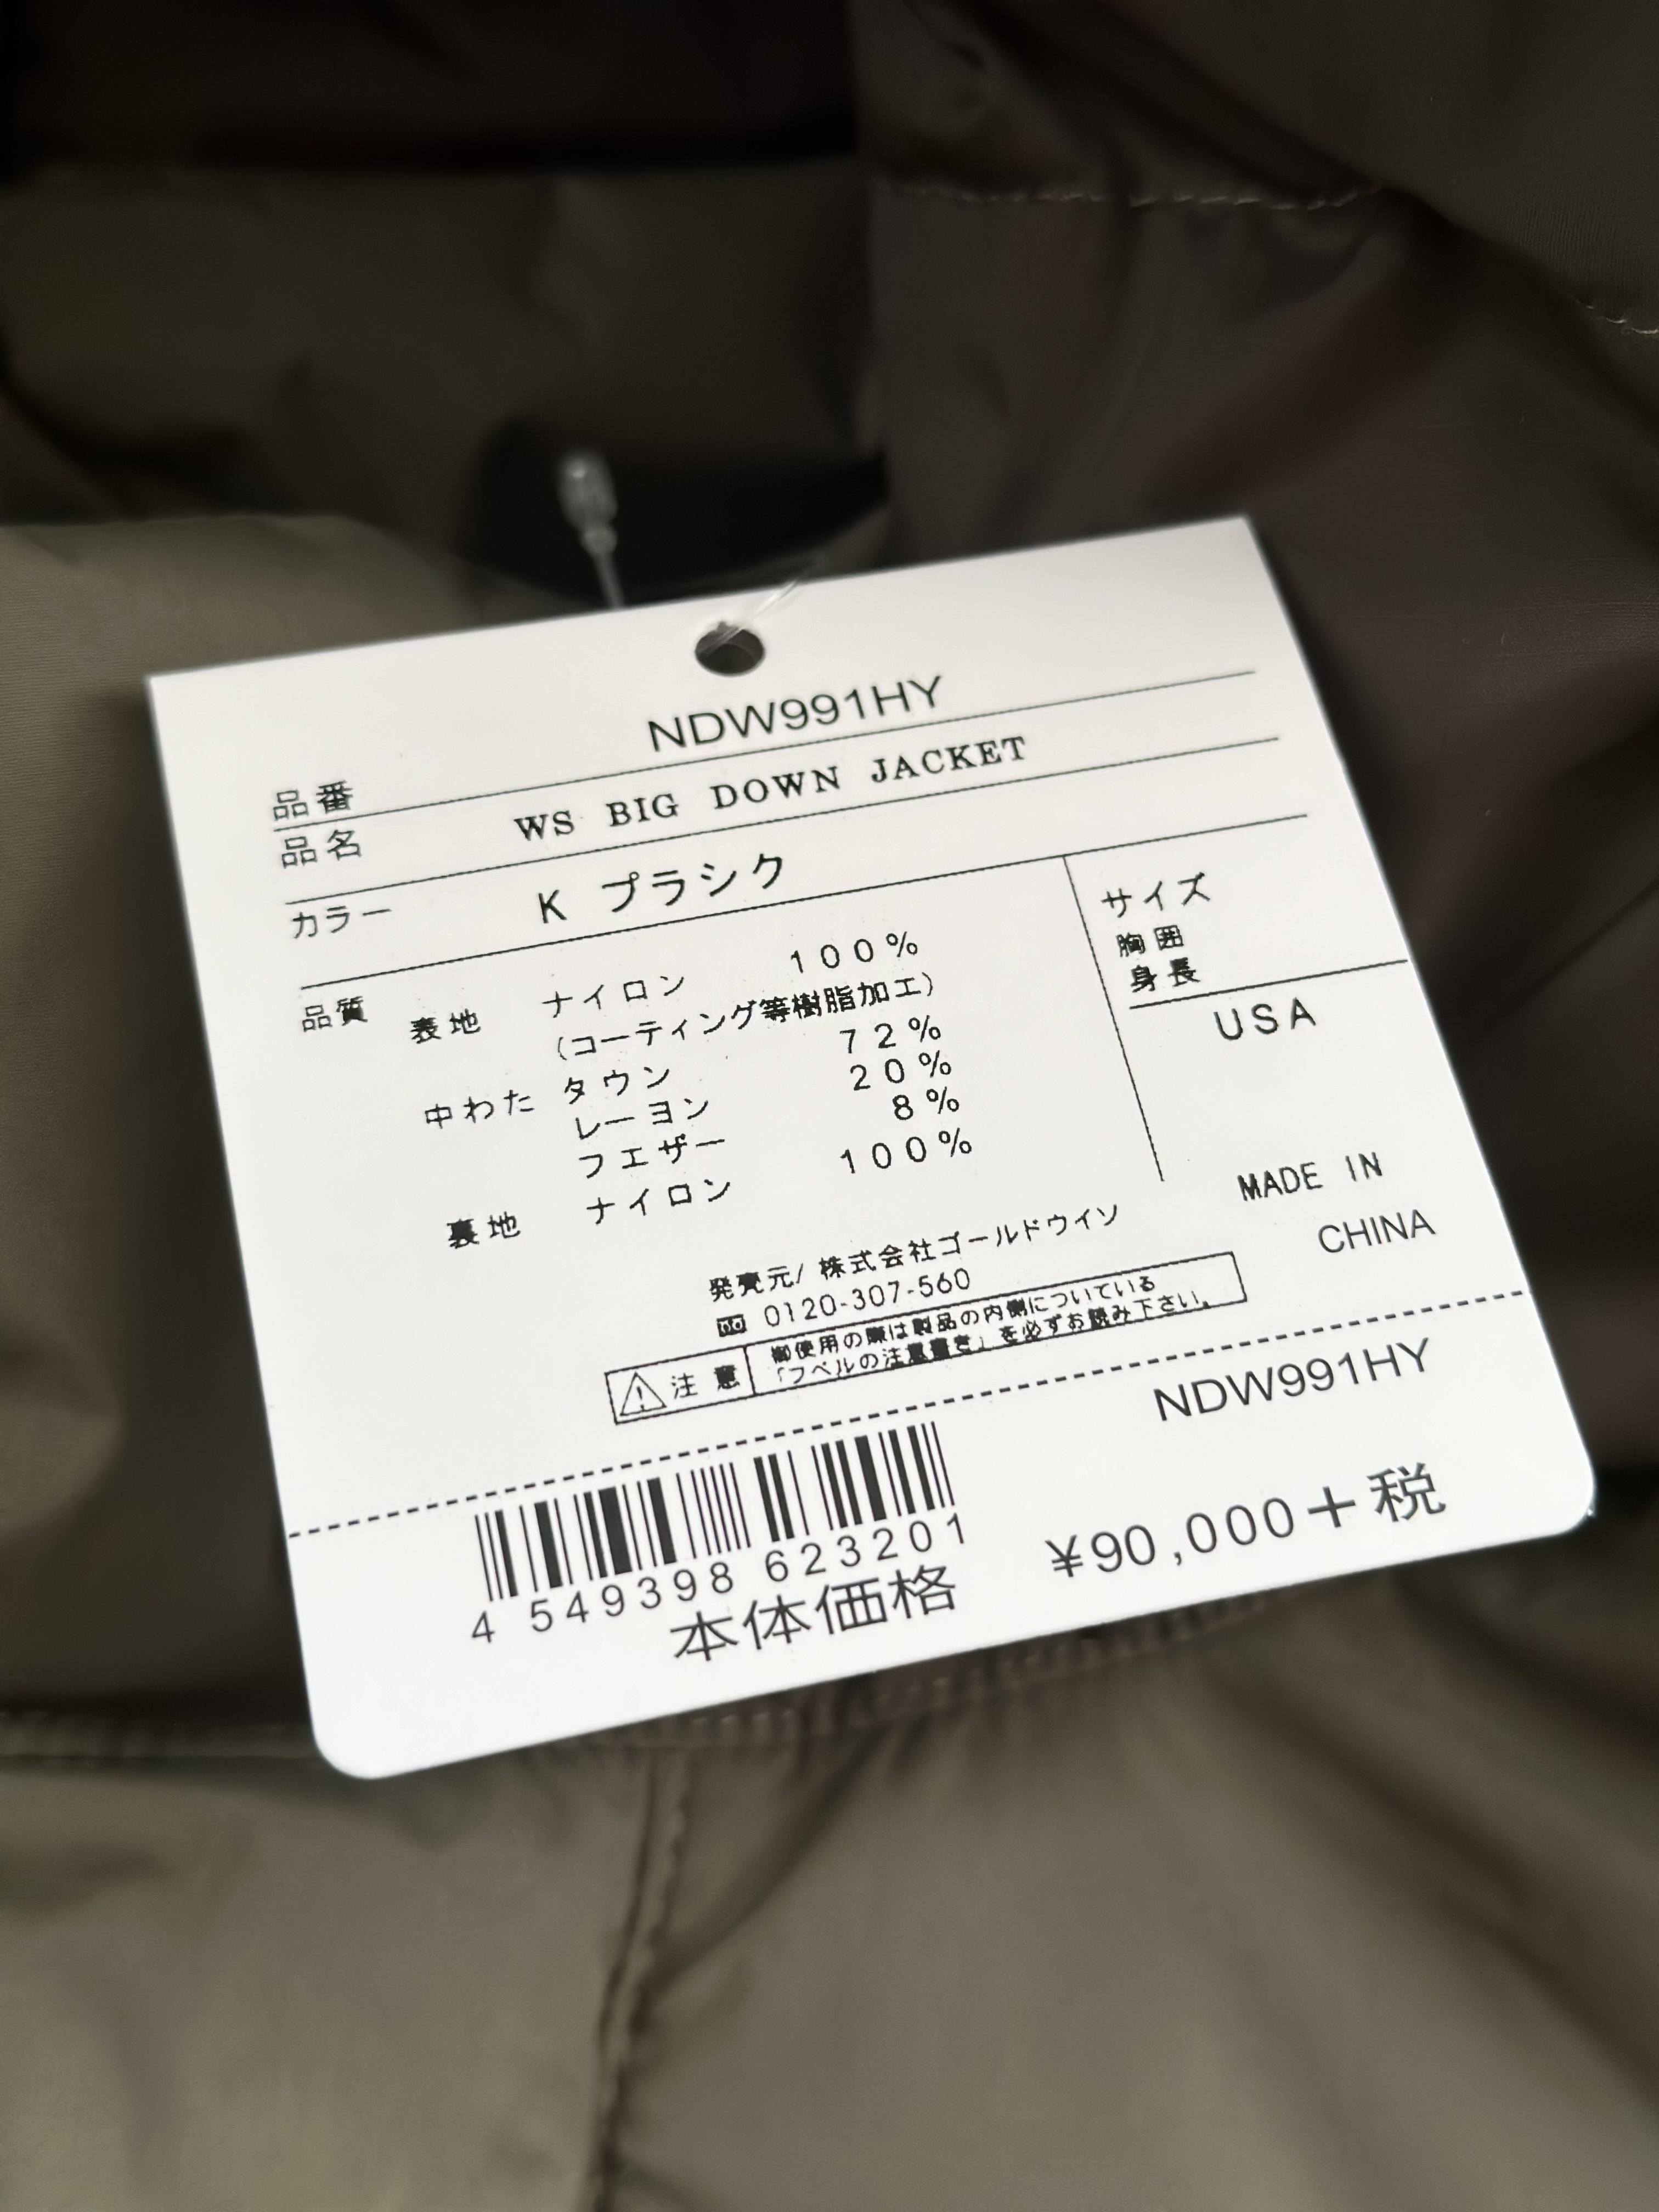 NDW991HY
品番
品名 WS BIG DOWN JACKET
カラー K プラシク
品質 表地 ナイロン 100%
(コーティング等樹脂加工)
中わた タウン 72%
レーヨン 20%
フエザー 8%
裏地 ナイロン 100%
サイズ
胸囲
身長
USA
MADE IN
CHINA
発売元/ 株式会社ゴールドウイソ
0120-307-560
注意
御使用の際は製品の内側についている
「フベルの注意書き」を必ずお読み下さい。
NDW991HY
4 549398 623201
本体価格 ¥90,000+税